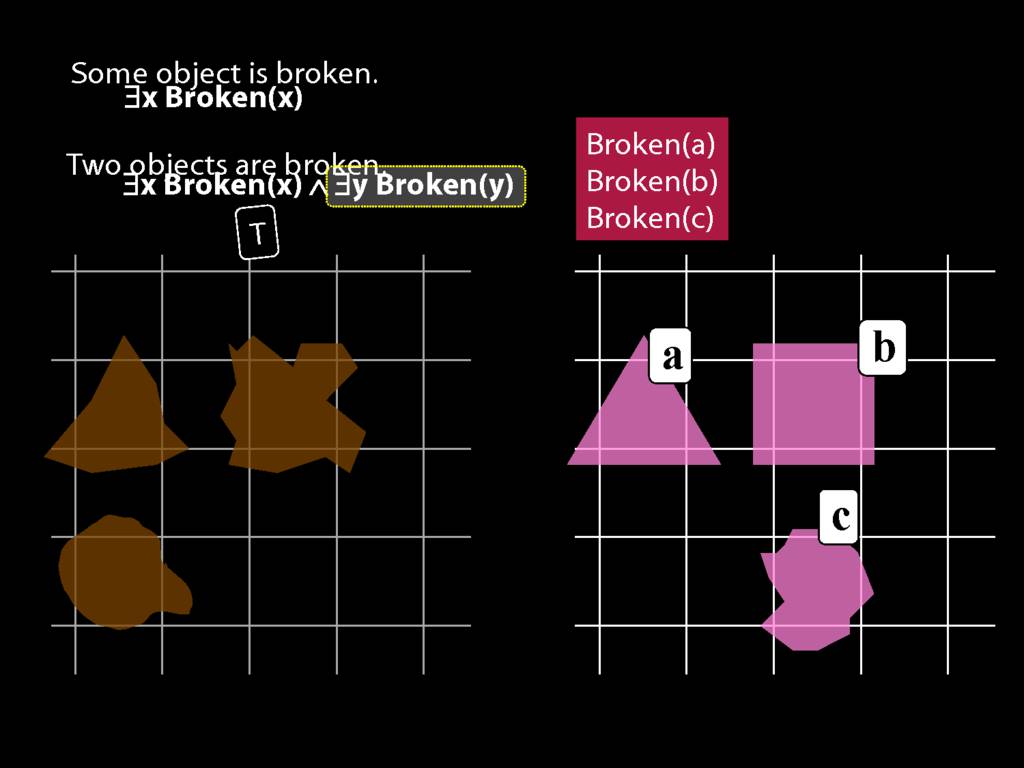 Some object is broken.
∃x Broken(x)
Two objects are broken.
∃x Broken(x) ∧ ∃y Broken(y)
T
Broken(a)
Broken(b)
Broken(c)
a
b
c